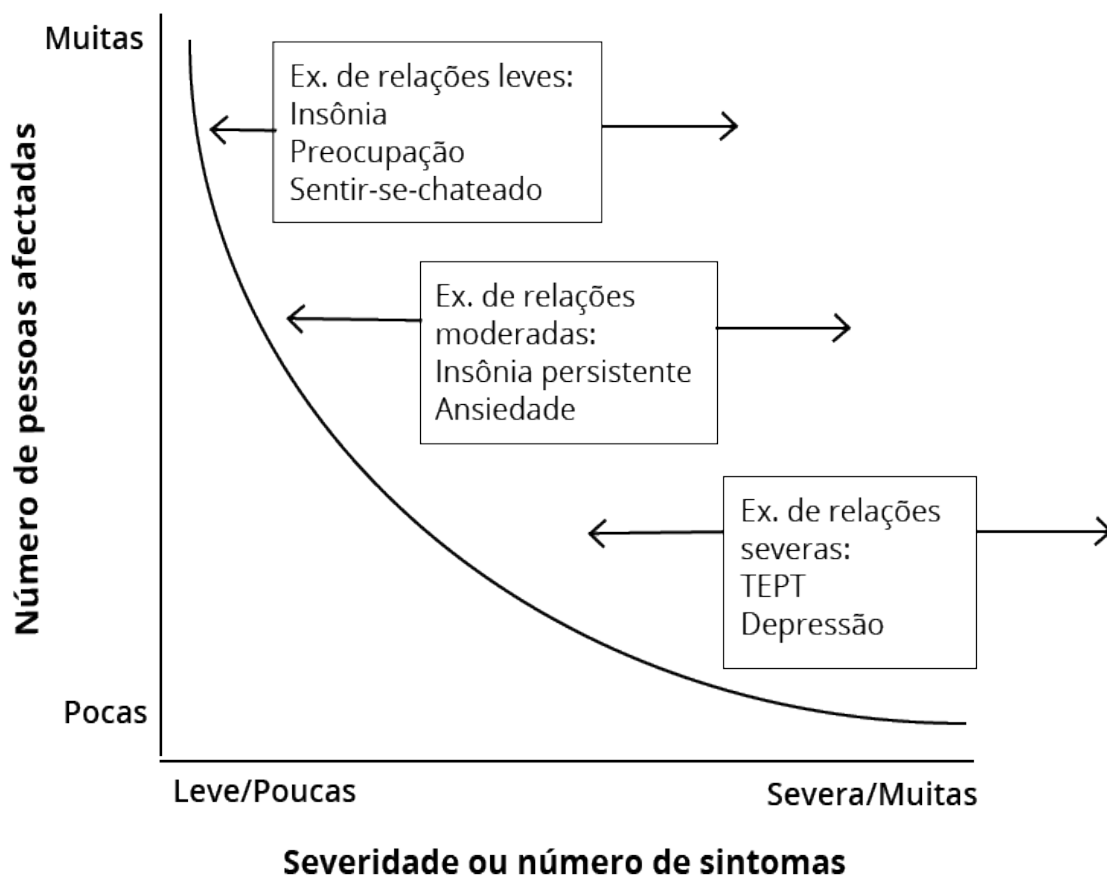 Muitas
Ex. de relações leves:
Insônia
Preocupação
Sentir-se-chateado
Número de pessoas afectadas
Ex. de relações
moderadas:
Insônia persistente
Ansiedade
Ex. de relações
severas:
TEPT
Depressão
Pocas
Leve/Poucas
Severa/Muitas
Severidade ou número de sintomas